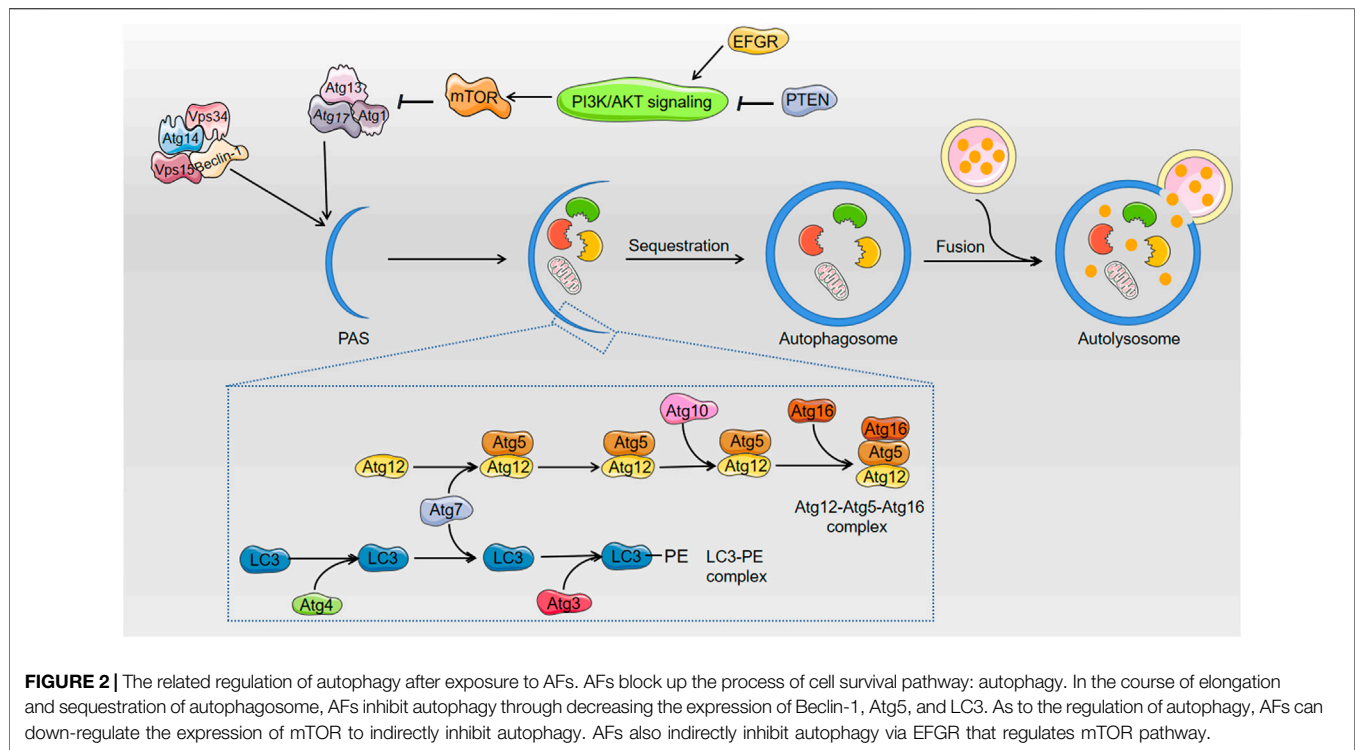 EFGR
Atg13
mTOR
PI3K/AKT signaling
PTEN
Atg17
Atg1
Vps34
Atg14
Vps15
Beclin-1
Sequestration
Fusion
PAS
Autophagosome
Autolysosome
Atg10
Atg16
Atg16
Atg5
Atg5
Atg5
Atg5
Atg12
Atg12
Atg12
Atg12
Atg12
Atg7
Atg12-Atg5-Atg16
complex
LC3
LC3
LC3
LC3
PE
LC3-PE
complex
Atg4
Atg3
FIGURE 2 | The related regulation of autophagy after exposure to AFs. AFs block up the process of cell survival pathway: autophagy. In the course of elongation
and sequestration of autophagosome, AFs inhibit autophagy through decreasing the expression of Beclin-1, Atg5, and LC3. As to the regulation of autophagy, AFs can
down-regulate the expression of mTOR to indirectly inhibit autophagy. AFs also indirectly inhibit autophagy via EFGR that regulates mTOR pathway.